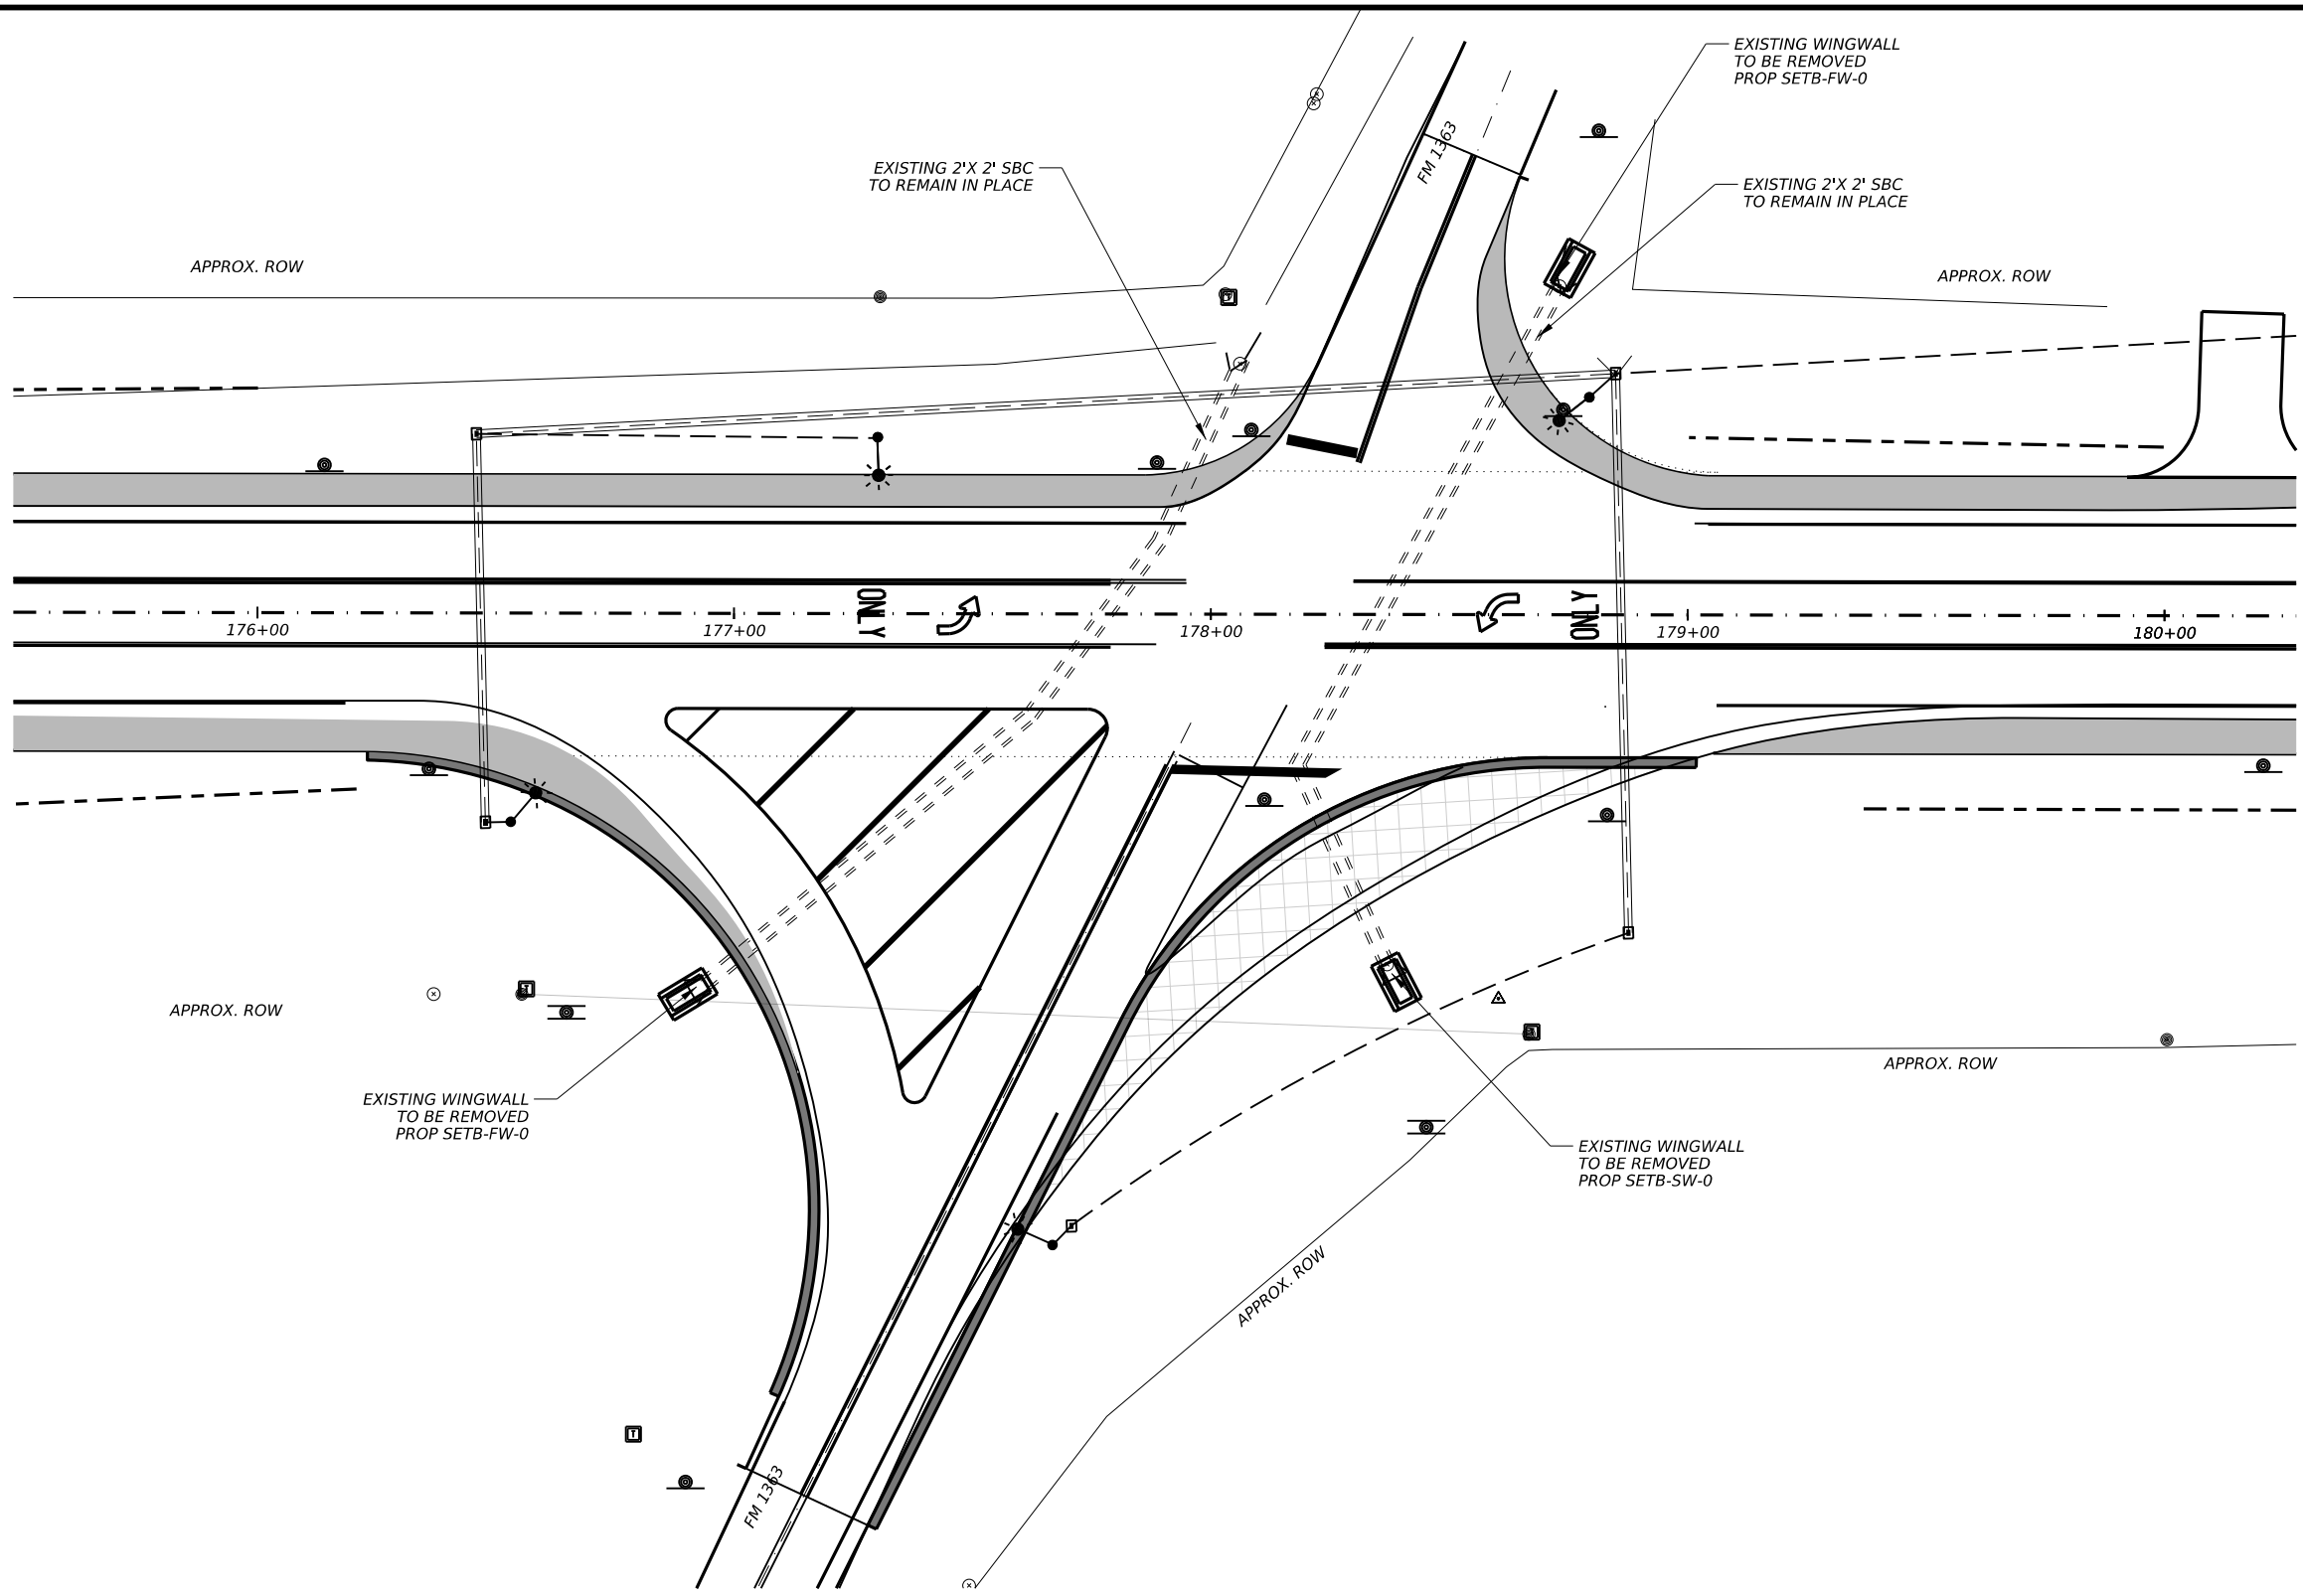 EXISTING WINGWALL
TO BE REMOVED
PROP SETB-FW-0
FM 1363
EXISTING 2'X 2' SBC
TO REMAIN IN PLACE
EXISTING 2'X 2' SBC
TO REMAIN IN PLACE
APPROX. ROW
APPROX. ROW
ONLY
ONLY
176+00
177+00
178+00
179+00
180+00
APPROX. ROW
APPROX. ROW
EXISTING WINGWALL
TO BE REMOVED
PROP SETB-FW-0
EXISTING WINGWALL
TO BE REMOVED
PROP SETB-SW-0
APPROX. ROW
T
FM 1363